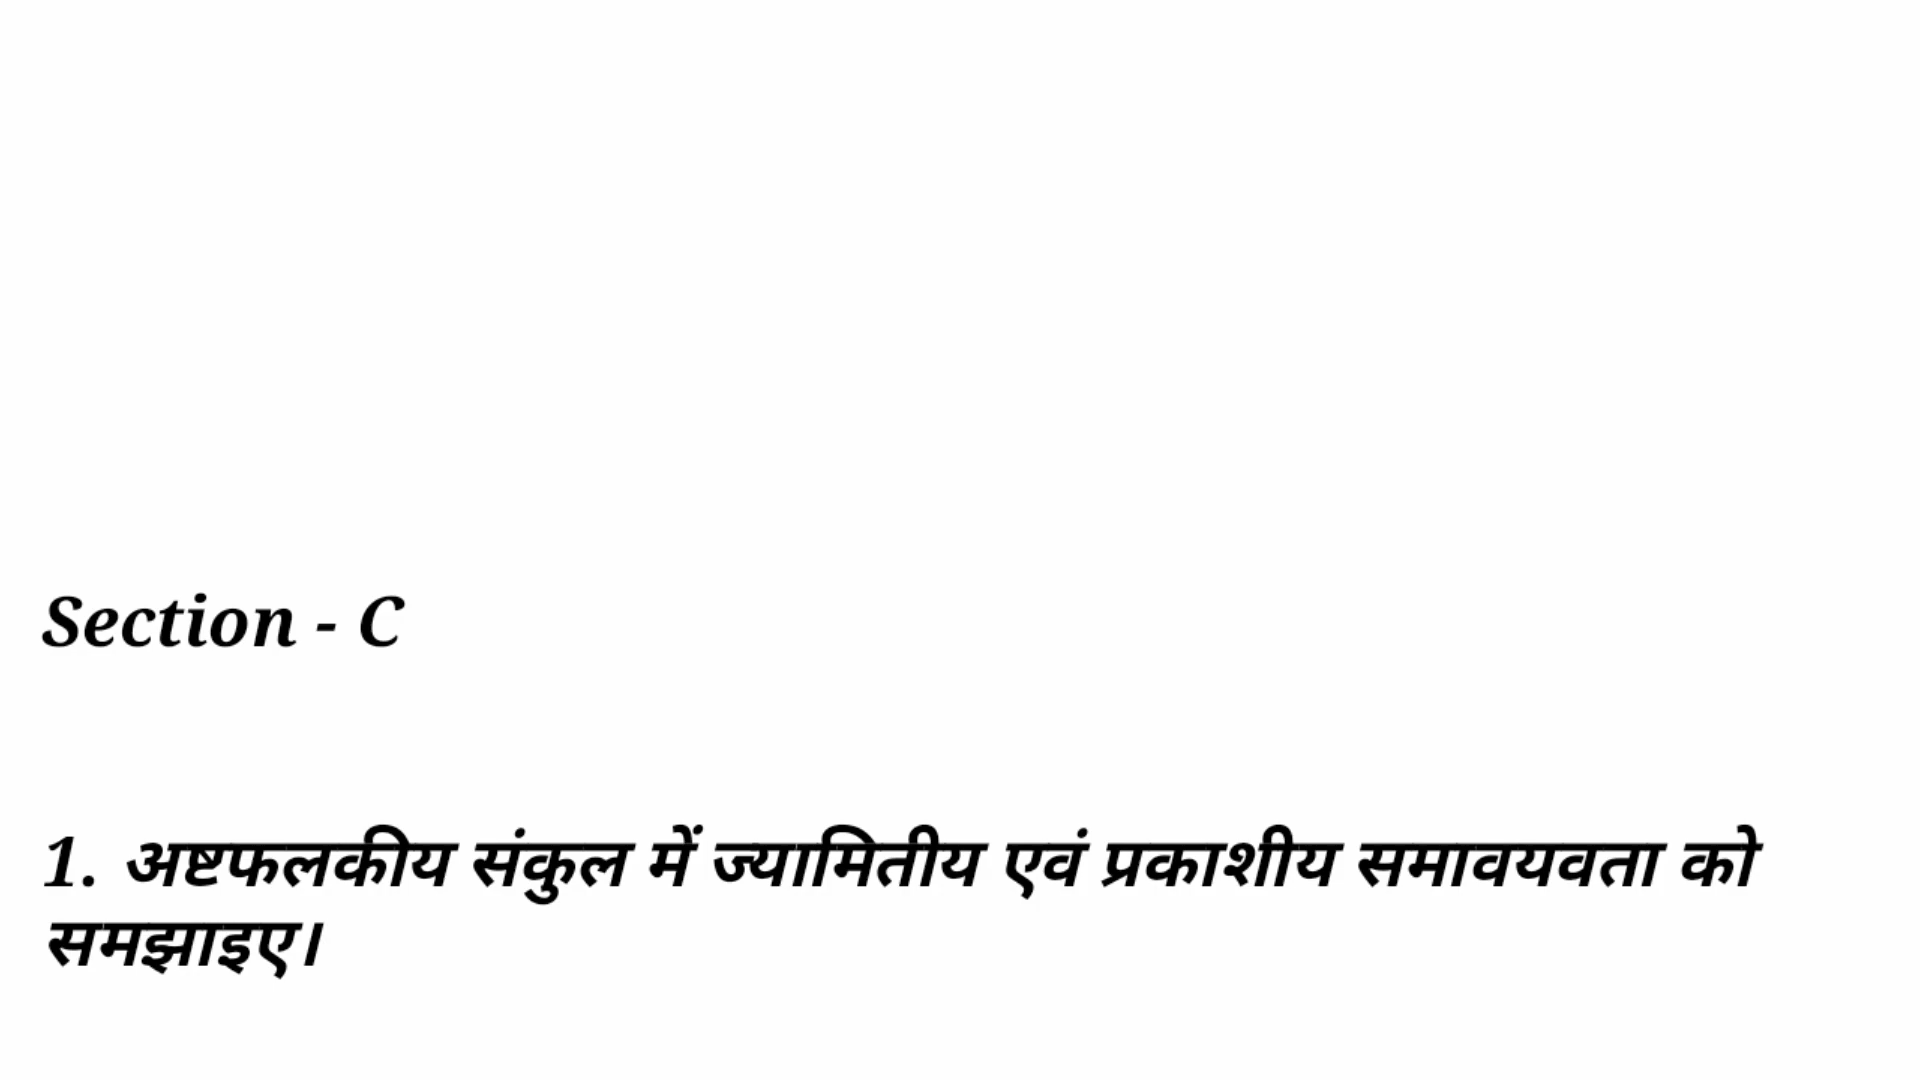 Section - C
1. अष्टफलकीय संकुल में ज्यामितीय एवं प्रकाशीय समावयवता को
समझाइए।